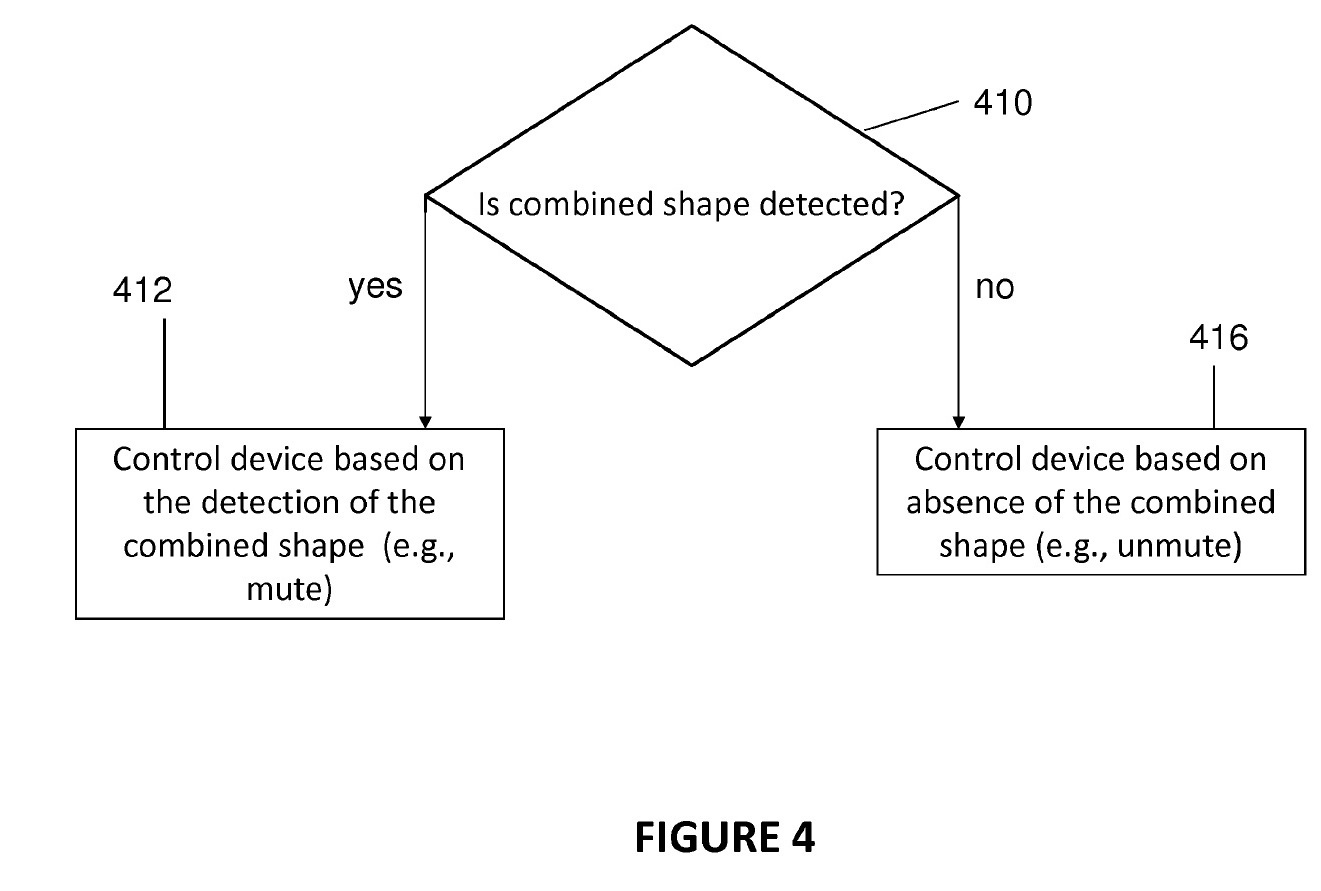 410
Is combined shape detected?
yes
no
412
416
Control device based on
the detection of the
combined shape (e.g.,
mute)
Control device based on
absence of the combined
shape (e.g., unmute)
FIGURE 4